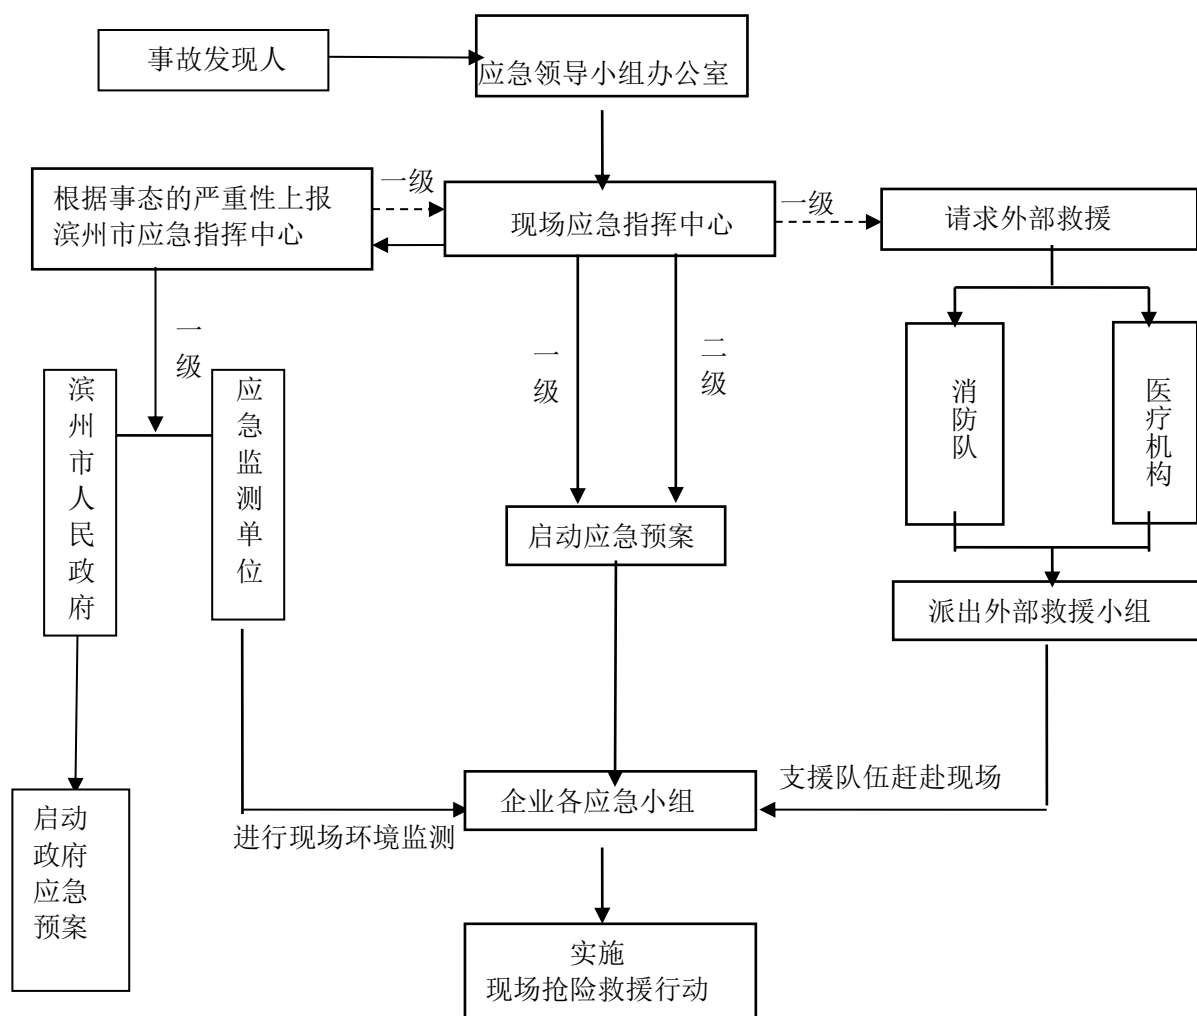 事故发现人
应急领导小组办公室
根据事态的严重性上报
滨州市应急指挥中心
一级
现场应急指挥中心
一级
请求外部救援
一级
一级
二级
滨州市人民政府
应急监测单位
消防队
医疗机构
启动应急预案
派出外部救援小组
支援队伍赶赴现场
企业各应急小组
进行现场环境监测
启动
政府
应急
预案
实施
现场抢险救援行动